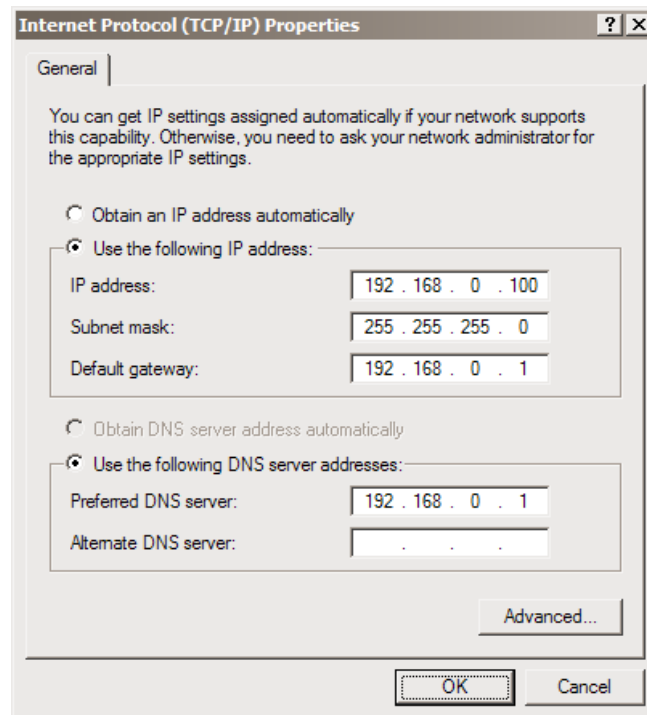 Internet Protocol (TCP/IP) Properties
General
You can get IP settings assigned automatically if your network supports
this capability. Otherwise, you need to ask your network administrator for
the appropriate IP settings.
Obtain an IP address automatically
Use the following IP address:
IP address: 192 . 168 . 0 . 100
Subnet mask: 255 . 255 . 255 . 0
Default gateway: 192 . 168 . 0 . 1
Obtain DNS server address automatically
Use the following DNS server addresses:
Preferred DNS server: 192 . 168 . 0 . 1
Alternate DNS server: . . .
Advanced...
OK Cancel